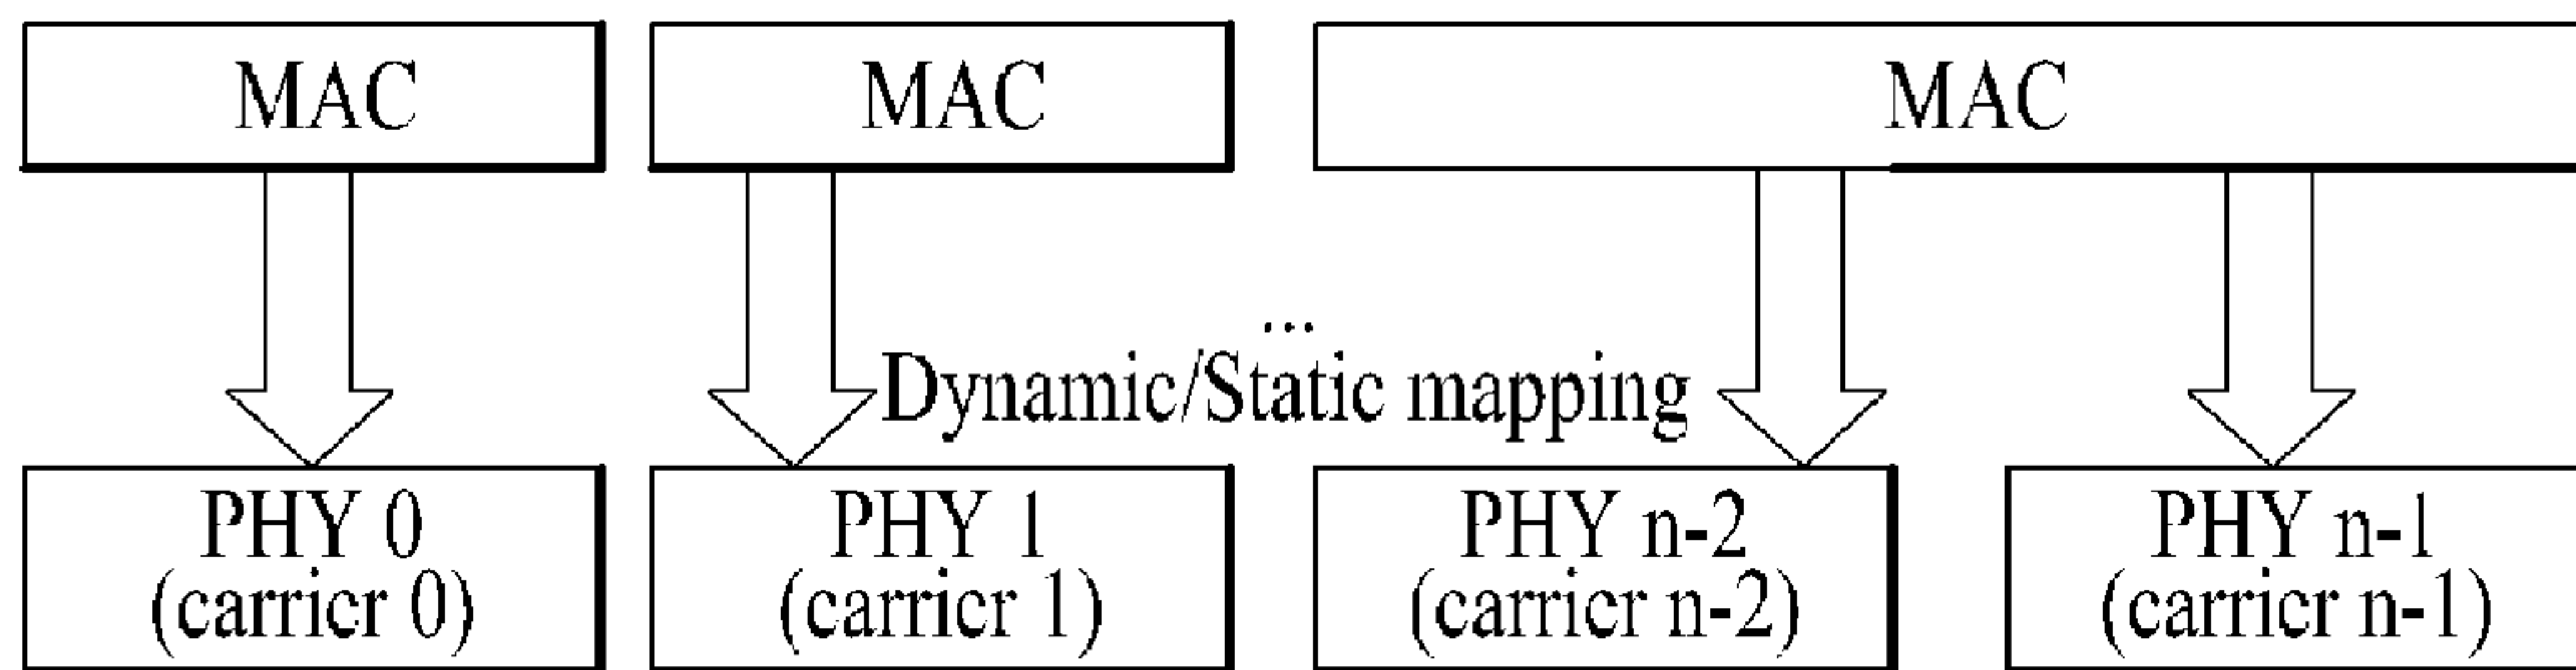 MAC
MAC
MAC
...
Dynamic/Static mapping
PHY 0
(carricr 0)
PHY 1
(carricr 1)
PHY n-2
(carricr n-2)
PHY n-1
(carricr n-1)